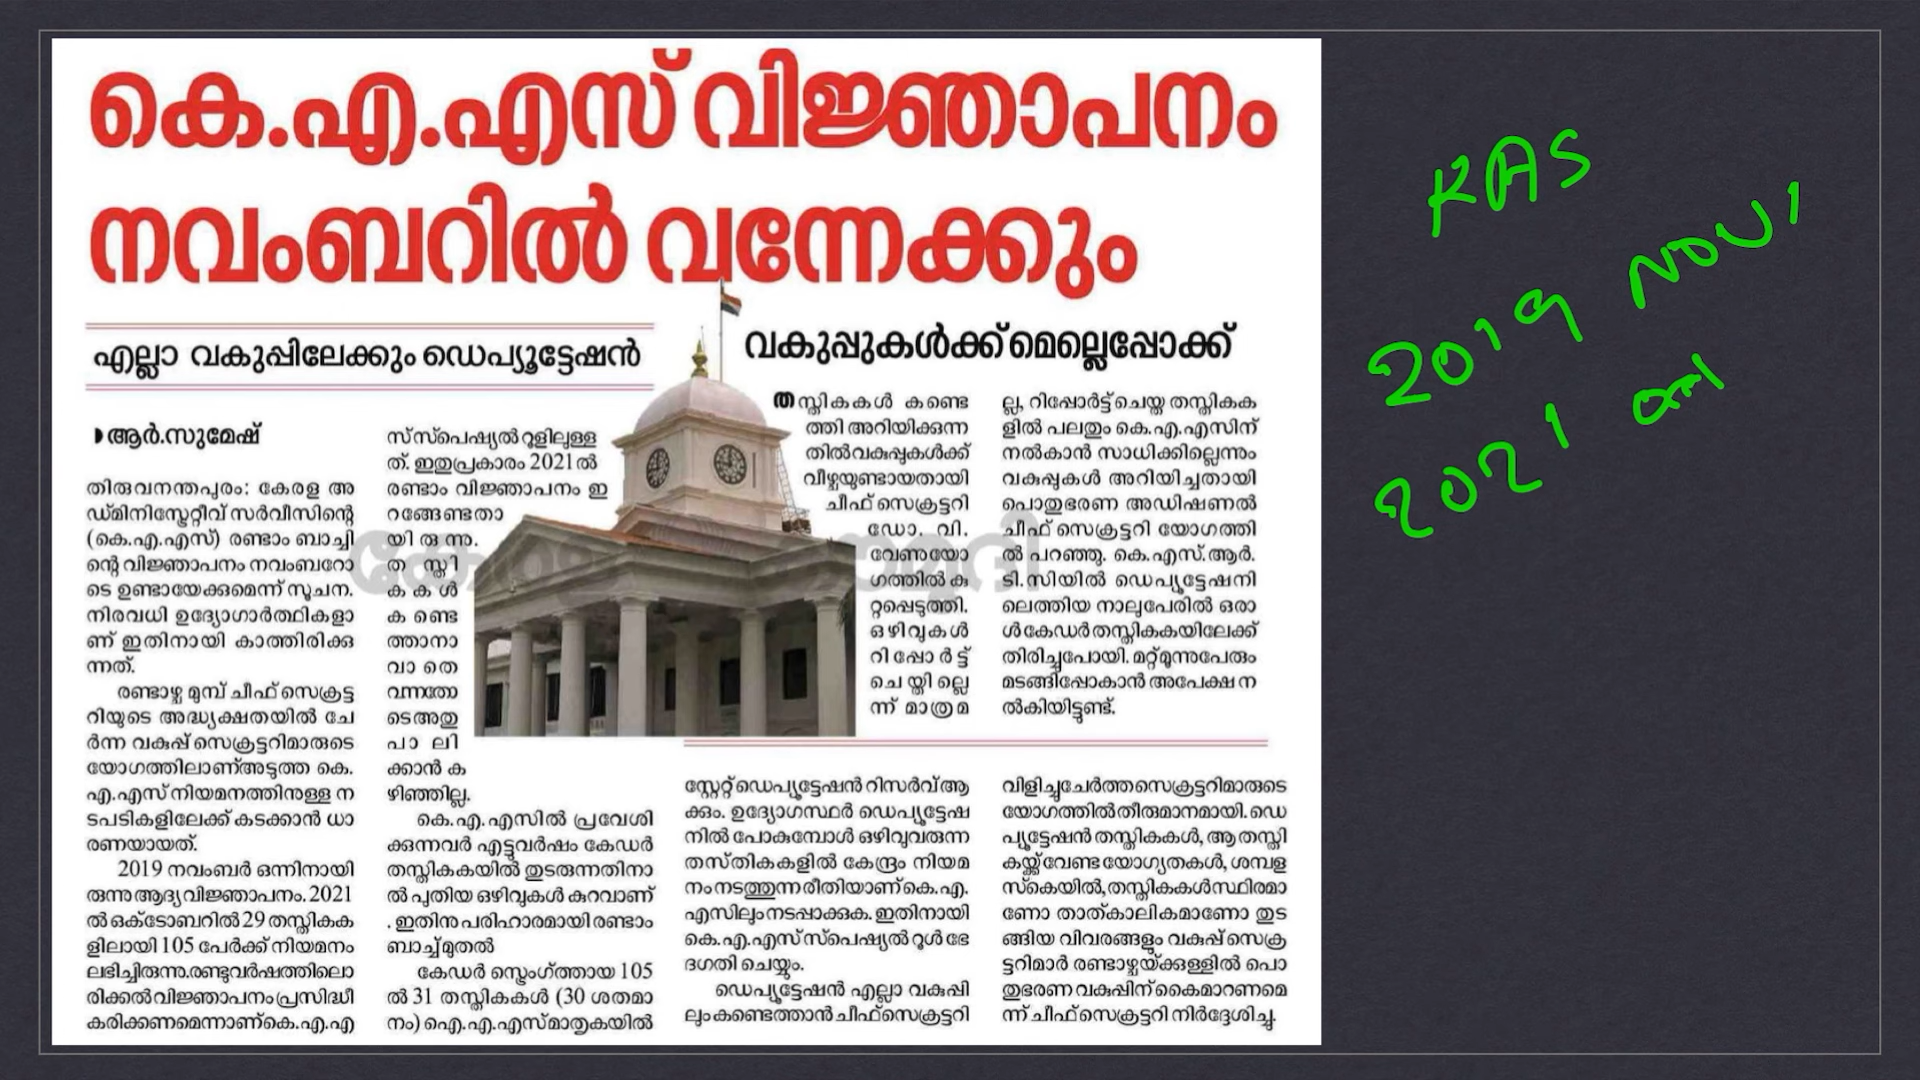 കെ.എ.എസ് വിജ്ഞാപനം
നവംബറിൽ വന്നേക്കും
എല്ലാ വകുപ്പിലേക്കും ഡെപ്യൂട്ടേഷൻ
ആർ.സുമേഷ്
തിരുവനന്തപുരം: കേരള അ
ഡ്മിനിസ്ട്രേറ്റീവ് സർവീസിന്റെ
(കെ.എ.എസ്) രണ്ടാം ബാച്ചി
ന്റെ വിജ്ഞാപനം നവംബറോ
ടെ ഉണ്ടായേക്കുമെന്ന് സൂചന.
നിരവധി ഉദ്യോഗാർത്ഥികളാ
ണ് ഇതിനായി കാത്തിരിക്കു
ന്നത്.
രണ്ടാഴ്ച മുമ്പ് ചീഫ് സെക്രട്ട
റിയുടെ അദ്ധ്യക്ഷതയിൽ ചേ
ർന്ന വകുപ്പ് സെക്രട്ടറിമാരുടെ
യോഗത്തിലാണ് അടുത്ത കെ.
എ.എസ് നിയമനത്തിനുള്ള ന
ടപടികളിലേക്ക് കടക്കാൻ ധാ
രണയായത്.
2019 നവംബർ ഒന്നിനായി
രുന്നു ആദ്യ വിജ്ഞാപനം. 2021
ൽ ഒക്ടോബറിൽ 29 തസ്തികക
ളിലായി 105 പേർക്ക് നിയമനം
ലഭിച്ചിരുന്നു.രണ്ടുവർഷത്തിലൊ
രിക്കൽ വിജ്ഞാപനം പ്രസിദ്ധീ
കരിക്കണമെന്നാണ് കെ.എ.എ
സ് സ്പെഷ്യൽ റൂളിലുള്ള
ത്. ഇതുപ്രകാരം 2021ൽ
രണ്ടാം വിജ്ഞാപനം ഇ
റങ്ങേണ്ടതാ
യി രു ന്നു.
ത സ്തി
ക ക ൾ
ക ണ്ടെ
ത്താനാ
വാ തെ
വന്നതോ
ടെ അതു
പാ ലി
ക്കാൻ ക
ഴിഞ്ഞില്ല.
കെ.എ.എസിൽ പ്രവേശി
ക്കുന്നവർ എട്ടുവർഷം കേഡർ
തസ്തികകയിൽ തുടരുന്നതിനാ
ൽ പുതിയ ഒഴിവുകൾ കുറവാണ്
. ഇതിനു പരിഹാരമായി രണ്ടാം
ബാച്ച് മുതൽ
കേഡർ സ്ട്രെംഗ്ത്തായ 105
ൽ 31 തസ്തികകൾ (30 ശതമാ
നം) ഐ.എ.എസ് മാതൃകയിൽ
സ്റ്റേറ്റ് ഡെപ്യൂട്ടേഷൻ റിസർവ് ആ
ക്കും. ഉദ്യോഗസ്ഥർ ഡെപ്യൂട്ടേഷ
നിൽ പോകുമ്പോൾ ഒഴിവുവരുന്ന
തസ്തികകളിൽ കേന്ദ്രം നിയമ
നം നടത്തുന്ന രീതിയാണ് കെ.എ.
എസിലും നടപ്പാക്കുക. ഇതിനായി
കെ.എ.എസ് സ്പെഷ്യൽ റൂൾ ഭേ
ദഗതി ചെയ്യും.
ഡെപ്യൂട്ടേഷൻ എല്ലാ വകുപ്പി
ലും കണ്ടെത്താൻ ചീഫ് സെക്രട്ടറി
വിളിച്ചുചേർത്ത സെക്രട്ടറിമാരുടെ
യോഗത്തിൽ തീരുമാനമായി. ഡെ
പ്യൂട്ടേഷൻ തസ്തികകൾ, ആ തസ്തി
കയ്ക്ക് വേണ്ട യോഗ്യതകൾ, ശമ്പള
സ്കെയിൽ, തസ്തികകൾ സ്ഥിരമാ
ണോ താത്കാലികമാണോ തുട
ങ്ങിയ വിവരങ്ങളും വകുപ്പ് സെക്ര
ട്ടറിമാർ രണ്ടാഴ്ചയ്ക്കുള്ളിൽ പൊ
തുഭരണ വകുപ്പിന് കൈമാറണമെ
ന്ന് ചീഫ് സെക്രട്ടറി നിർദ്ദേശിച്ചു.
വകുപ്പുകൾക്ക് മെല്ലെപ്പോക്ക്
തസ്തികകൾ കണ്ടെ
ത്തി അറിയിക്കുന്ന
തിൽ വകുപ്പുകൾക്ക്
വീഴ്ചയുണ്ടായതായി
ചീഫ് സെക്രട്ടറി
ഡോ. വി.
വേണു യോ
ഗത്തിൽ കു
റ്റപ്പെടുത്തി.
ഒഴിവുകൾ
റി പ്പോ ർ ട്ട്
ചെ യ്തി ല്ലെ
ന്ന് മാത്രമ
ല്ല, റിപ്പോർട്ട് ചെയ്ത തസ്തികക
ളിൽ പലതും കെ.എ.എസിന്
നൽകാൻ സാധിക്കില്ലെന്നും
വകുപ്പുകൾ അറിയിച്ചതായി
പൊതുഭരണ അഡിഷണൽ
ചീഫ് സെക്രട്ടറി യോഗത്തി
ൽ പറഞ്ഞു. കെ.എസ്.ആർ.
ടി.സിയിൽ ഡെപ്യൂട്ടേഷനി
ലെത്തിയ നാലുപേരിൽ ഒരാ
ൾ കേഡർ തസ്തികകയിലേക്ക്
തിരിച്ചുപോയി. മറ്റ് മൂന്നുപേരും
മടങ്ങിപ്പോകാൻ അപേക്ഷ ന
ൽകിയിട്ടുണ്ട്.
KAS
2019 NOV 1
2021